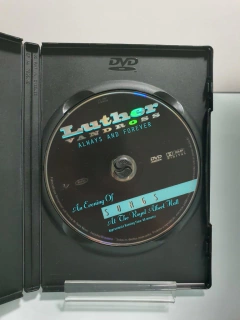 DVD
Luther
VANDROSS
ALWAYS AND FOREVER
DVD
An Evening Of
SONGS
At The Royal Albert Hall